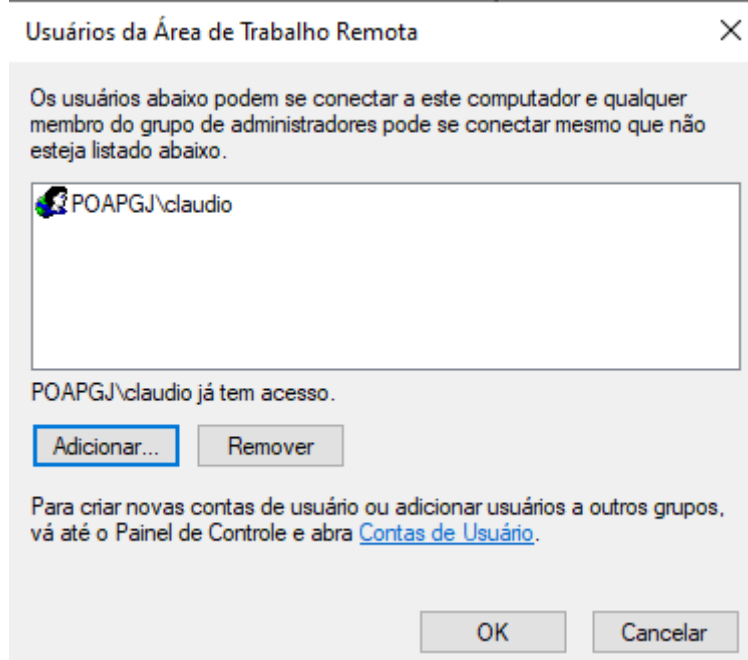 Usuários da Área de Trabalho Remota
Os usuários abaixo podem se conectar a este computador e qualquer
membro do grupo de administradores pode se conectar mesmo que não
esteja listado abaixo.
POAPGJ\claudio
POAPGJ\claudio já tem acesso.
Adicionar... Remover
Para criar novas contas de usuário ou adicionar usuários a outros grupos,
vá até o Painel de Controle e abra Contas de Usuário.
OK Cancelar